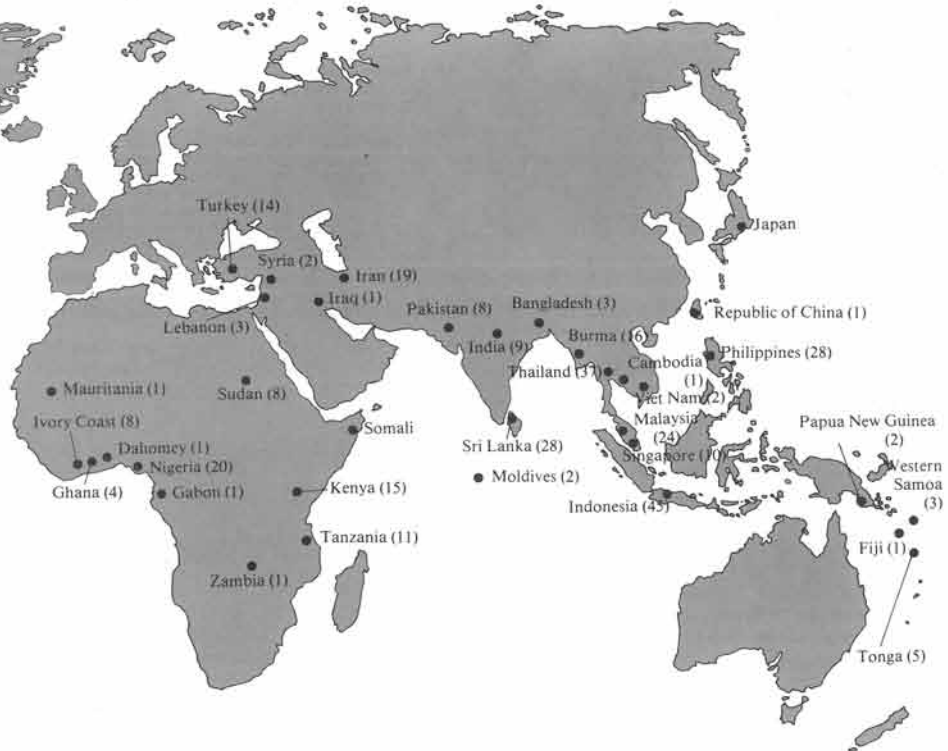 Turkey (14)
Japan
Syria (2)
Iran (19)
Iraq (1)
Pakistan (8)
Bangladesh (3)
Republic of China (1)
Lebanon (3)
India (9)
Burma (16)
Philippines (28)
Thailand (37)
Cambodia
(1)
Mauritania (1)
Sudan (8)
Viet Nam (2)
Ivory Coast (8)
Somali
Malaysia
(24)
Papua New Guinea
(2)
Dahomey (1)
Sri Lanka (28)
Singapore (10)
Nigeria (20)
Western
Samoa
(3)
Ghana (4)
Gabon (1)
Kenya (15)
Moldives (2)
Indonesia (45)
Tanzania (11)
Fiji (1)
Zambia (1)
Tonga (5)